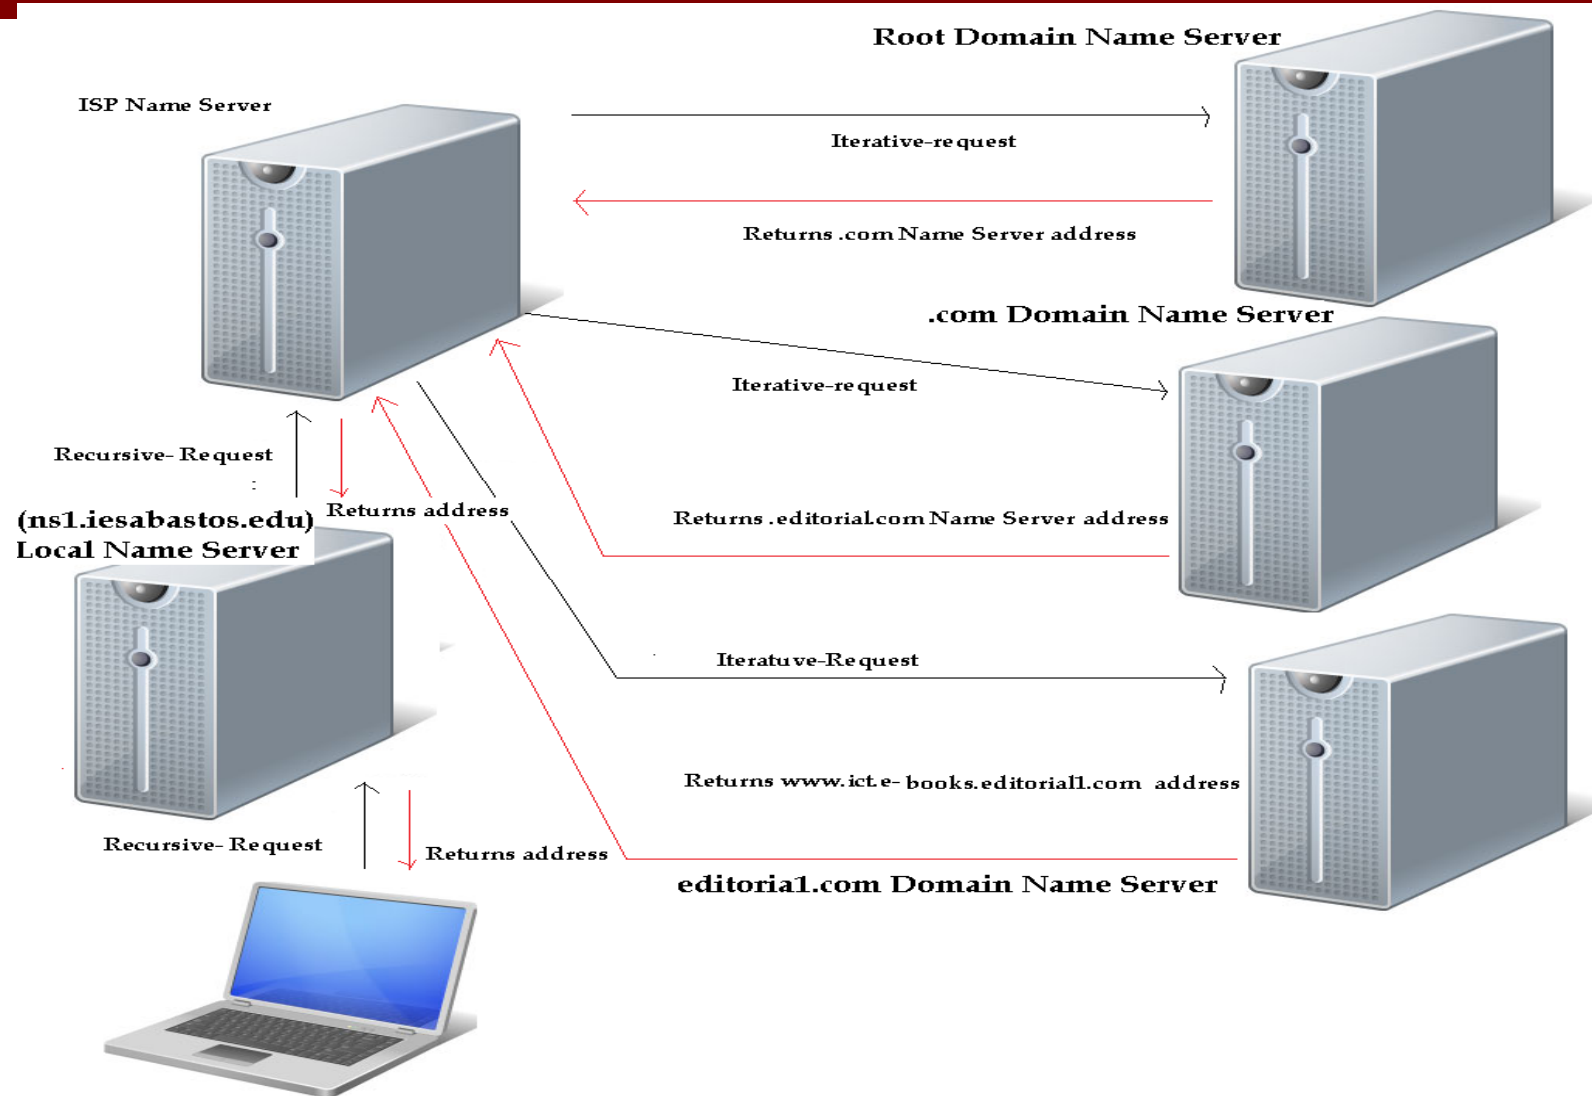 Root Domain Name Server
ISP Name Server
Iterative-request
Returns .com Name Server address
.com Domain Name Server
Iterative-request
Recursive- Request
:
Returns address
(ns1.iesabastos.edu)
Local Name Server
Returns .editorial.com Name Server address
Iteratuve-Request
Returns www.ict.e- books.editorial1.com address
Recursive- Request
Returns address
editoria1.com Domain Name Server